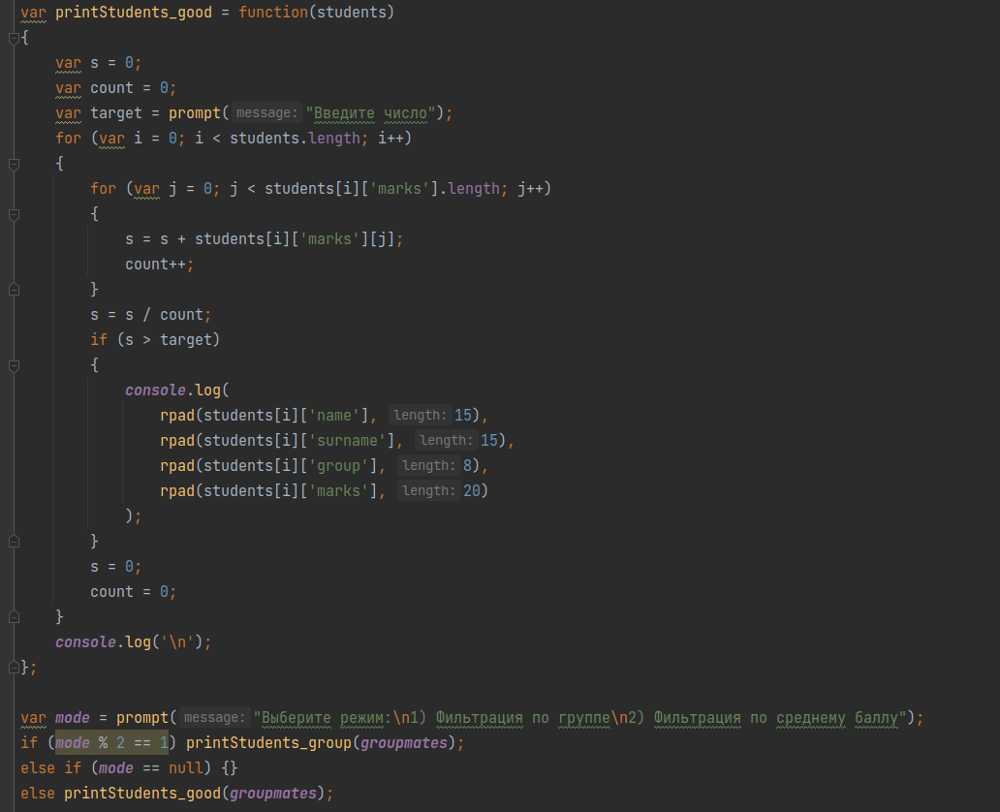 var printStudents_good = function(students)
{
    var s = 0;
    var count = 0;
    var target = prompt( message: "Введите число");
    for (var i = 0; i < students.length; i++)
    {
        for (var j = 0; j < students[i]['marks'].length; j++)
        {
            s = s + students[i]['marks'][j];
            count++;
        }
        s = s / count;
        if (s > target)
        {
            console.log(
                rpad(students[i]['name'], length: 15),
                rpad(students[i]['surname'], length: 15),
                rpad(students[i]['group'], length: 8),
                rpad(students[i]['marks'], length: 20)
            );
        }
        s = 0;
        count = 0;
    }
    console.log('\n');
};

var mode = prompt( message: "Выберите режим:\n1) Фильтрация по группе\n2) Фильтрация по среднему баллу");
if (mode % 2 == 1) printStudents_group(groupmates);
else if (mode == null) {}
else printStudents_good(groupmates);